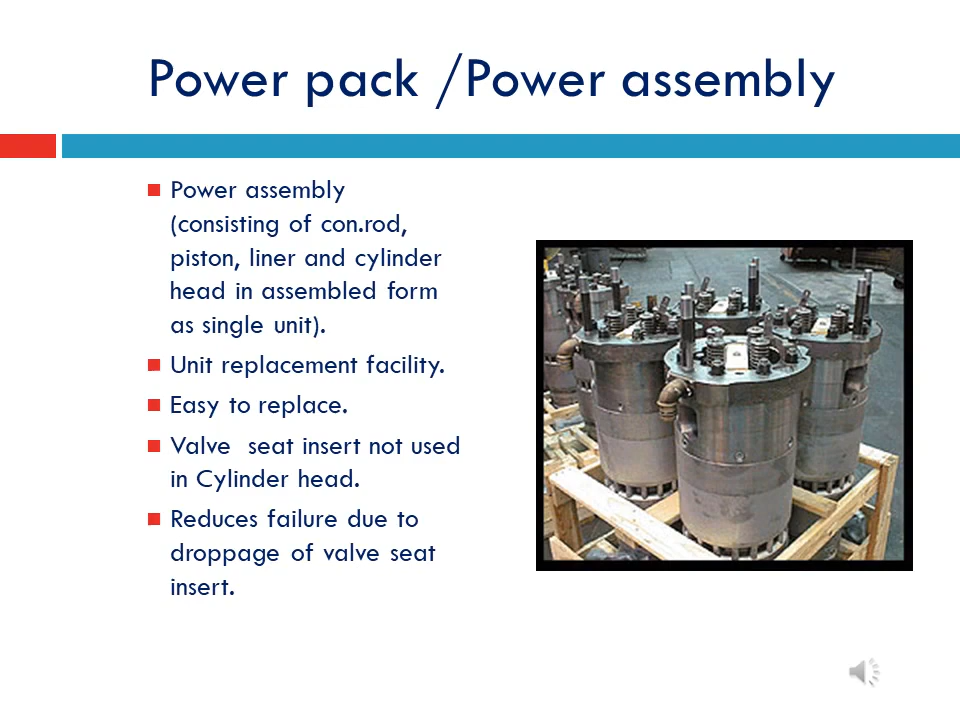 Power pack /Power assembly
Power assembly
(consisting of con.rod,
piston, liner and cylinder
head in assembled form
as single unit).
Unit replacement facility.
Easy to replace.
Valve  seat insert not used
in Cylinder head.
Reduces failure due to
droppage of valve seat
insert.